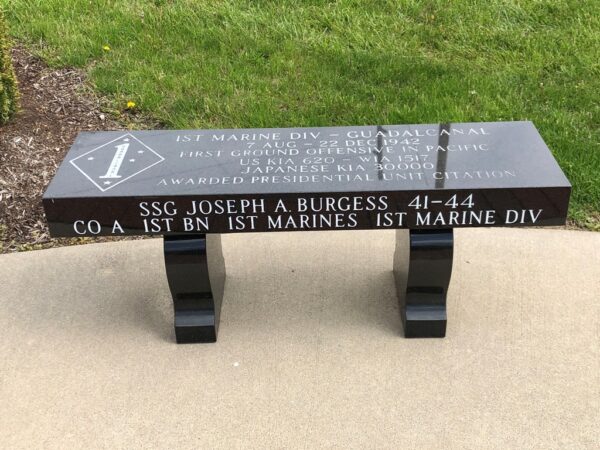 1ST MARINE DIV - GUADALCANAL
7 AUG - 22 DEC 1942
FIRST GROUND OFFENSIVE IN PACIFIC
US KIA 620 - WIA 1517
JAPANESE KIA 30000
AWARDED PRESIDENTIAL UNIT CITATION
SSG JOSEPH A. BURGESS 41-44
CO A 1ST BN 1ST MARINES 1ST MARINE DIV